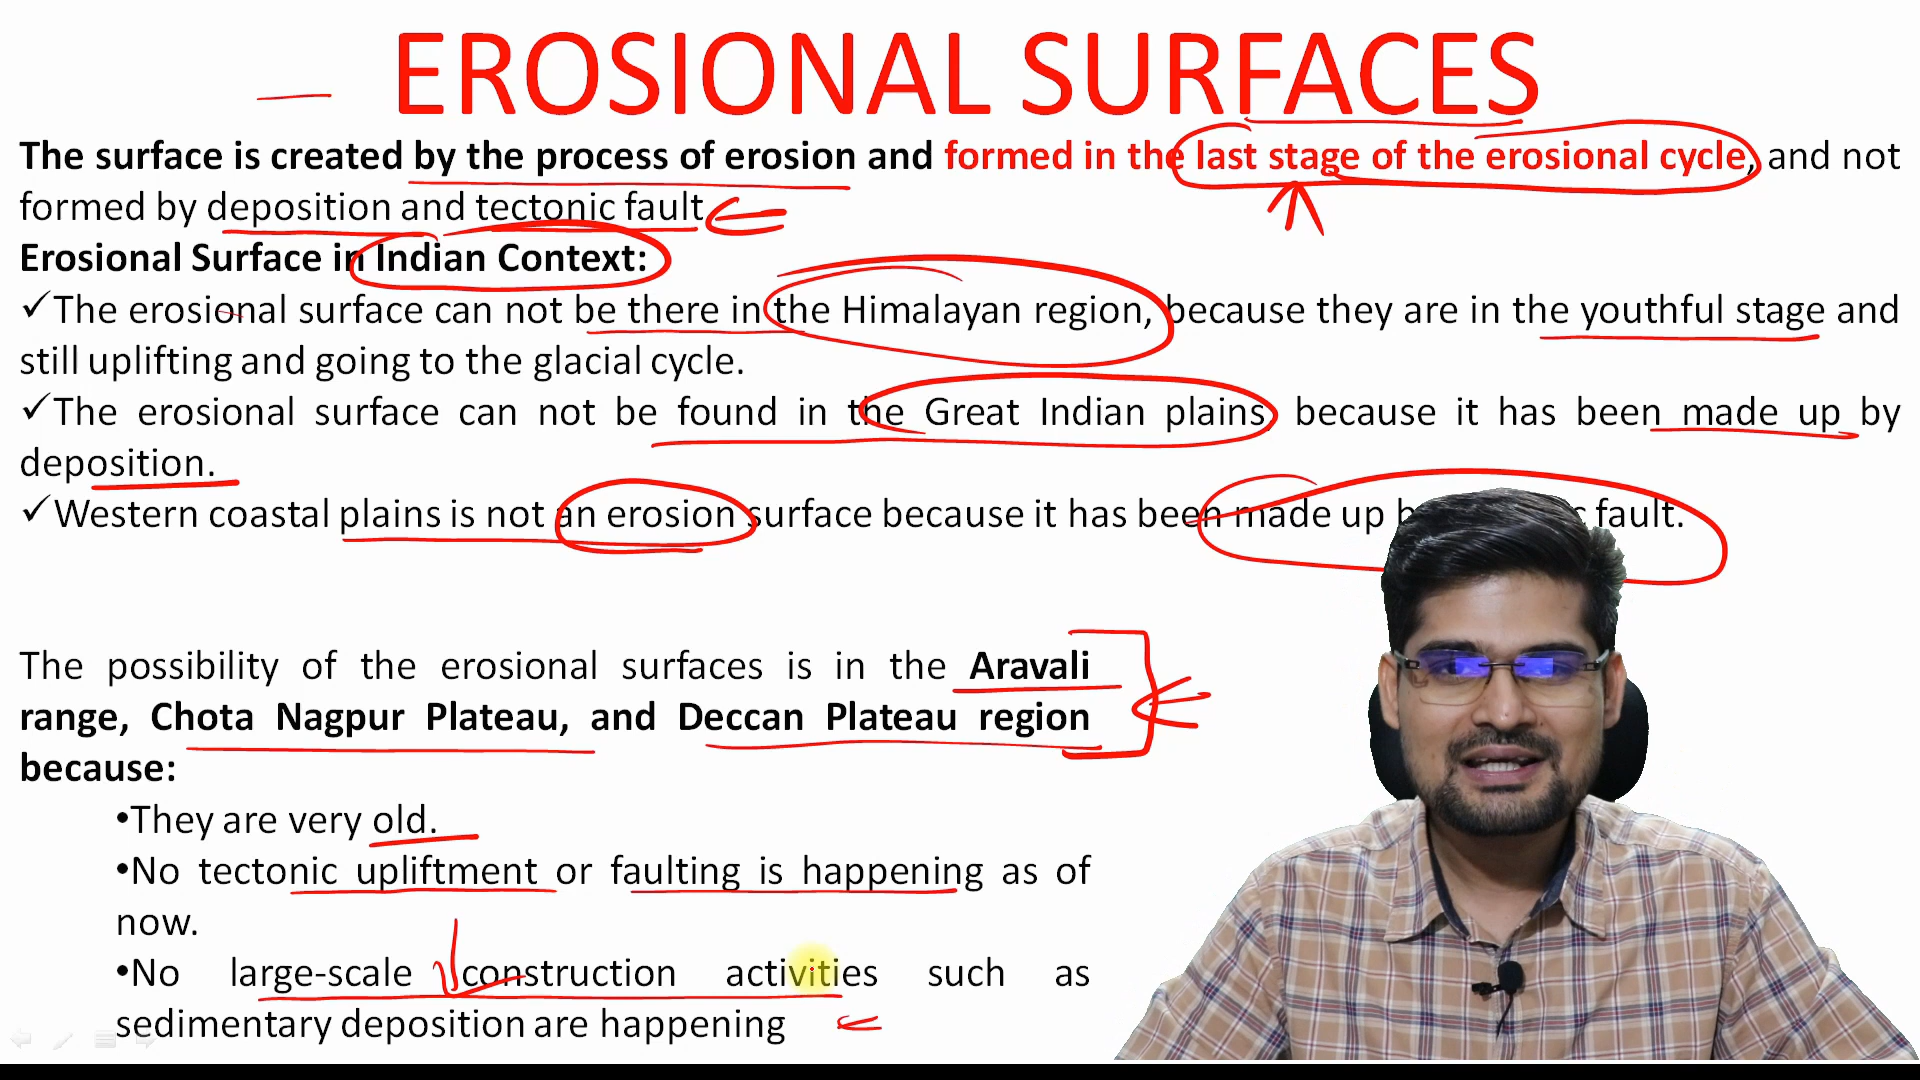 EROSIONAL SURFACES
The surface is created by the process of erosion and formed in the last stage of the erosional cycle, and not
formed by deposition and tectonic fault
Erosional Surface in Indian Context:
✓The erosional surface can not be there in the Himalayan region, because they are in the youthful stage and
still uplifting and going to the glacial cycle.
✓The erosional surface can not be found in the Great Indian plains, because it has been made up by
deposition.
✓Western coastal plains is not an erosion surface because it has been made up fault.
The possibility of the erosional surfaces is in the Aravali
range, Chota Nagpur Plateau, and Deccan Plateau region
because:
•They are very old.
•No tectonic upliftment or faulting is happening as of
now.
•No large-scale construction activities such as
sedimentary deposition are happening